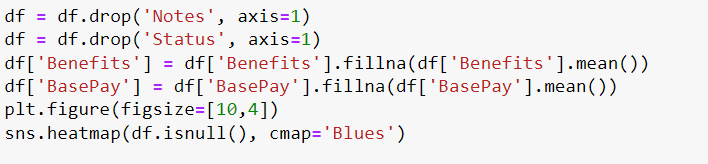 df = df.drop('Notes', axis=1)
df = df.drop('Status', axis=1)
df['Benefits'] = df['Benefits'].fillna(df['Benefits'].mean())
df['BasePay'] = df['BasePay'].fillna(df['BasePay'].mean())
plt.figure(figsize=[10,4])
sns.heatmap(df.isnull(), cmap='Blues')